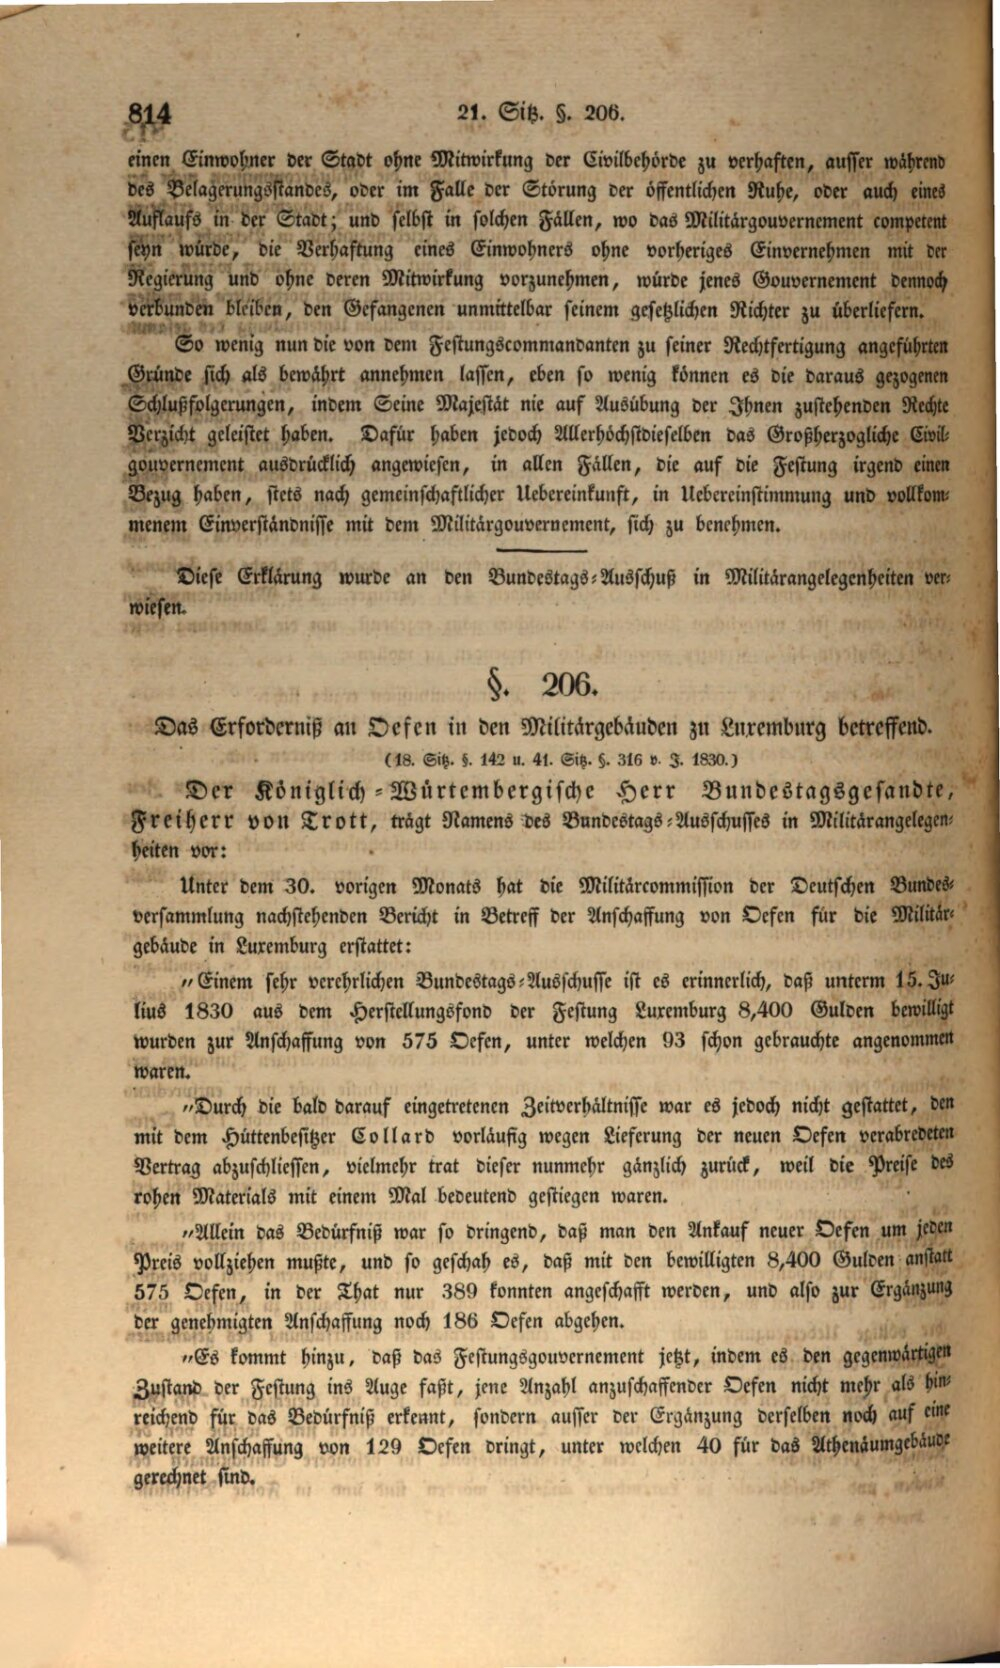 814
21. Sitz. §. 206.
einen Einwohner der Stadt ohne Mitwirkung der Civilbehörde zu verhaften, ausser während
des Belagerungsstandes, oder im Falle der Störung der öffentlichen Ruhe, oder auch eines
Auflaufs in der Stadt; und selbst in solchen Fällen, wo das Militärgouvernement competent
seyn würde, die Verhaftung eines Einwohners ohne vorheriges Einvernehmen mit der
Regierung und ohne deren Mitwirkung vorzunehmen, würde jenes Gouvernement dennoch
verbunden bleiben, den Gefangenen unmittelbar seinem gesetzlichen Richter zu überliefern.
So wenig nun die von dem Festungscommandanten zu seiner Rechtfertigung angeführten
Gründe sich als bewährt annehmen lassen, eben so wenig können es die daraus gezogenen
Schlußfolgerungen, indem Seine Majestät nie auf Ausübung der Ihnen zustehenden Rechte
Verzicht geleistet haben. Dafür haben jedoch Allerhöchstdieselben das Großherzogliche Civil-
gouvernement ausdrücklich angewiesen, in allen Fällen, die auf die Festung irgend einen
Bezug haben, stets nach gemeinschaftlicher Uebereinkunft, in Uebereinstimmung und vollkom-
menem Einverständnisse mit dem Militärgouvernement, sich zu benehmen.
Diese Erklärung wurde an den Bundestags-Ausschuß in Militärangelegenheiten ver-
wiesen.
§. 206.
Das Erforderniß an Oefen in den Militärgebäuden zu Luxemburg betreffend.
(18. Sitz. §. 142 u. 41. Sitz. §. 316 v. J. 1830.)
Der Königlich-Würtembergische Herr Bundestagsgesandte,
Freiherr von Trott, trägt Namens des Bundestags-Ausschusses in Militärangelegen-
heiten vor:
Unter dem 30. vorigen Monats hat die Militärcommission der Deutschen Bundes-
versammlung nachstehenden Bericht in Betreff der Anschaffung von Oefen für die Militär-
gebäude in Luxemburg erstattet:
„Einem sehr verehrlichen Bundestags-Ausschusse ist es erinnerlich, daß unterm 15. Ju-
lius 1830 aus dem Herstellungsfond der Festung Luxemburg 8,400 Gulden bewilligt
wurden zur Anschaffung von 575 Oefen, unter welchen 93 schon gebrauchte angenommen
waren.
„Durch die bald darauf eingetretenen Zeitverhältnisse war es jedoch nicht gestattet, den
mit dem Hüttenbesitzer Collard vorläufig wegen Lieferung der neuen Oefen verabredeten
Vertrag abzuschliessen, vielmehr trat dieser nunmehr gänzlich zurück, weil die Preise des
rohen Materials mit einem Mal bedeutend gestiegen waren.
„Allein das Bedürfniß war so dringend, daß man den Ankauf neuer Oefen um jeden
Preis vollziehen mußte, und so geschah es, daß mit den bewilligten 8,400 Gulden anstatt
575 Oefen, in der That nur 389 konnten angeschafft werden, und also zur Ergänzung
der genehmigten Anschaffung noch 186 Oefen abgehen.
„Es kommt hinzu, daß das Festungsgouvernement jetzt, indem es den gegenwärtigen
Zustand der Festung ins Auge faßt, jene Anzahl anzuschaffender Oefen nicht mehr als hin-
reichend für das Bedürfniß erkennt, sondern ausser der Ergänzung derselben noch auf eine
weitere Anschaffung von 129 Oefen dringt, unter welchen 40 für das Athenäumgebäude
gerechnet sind.